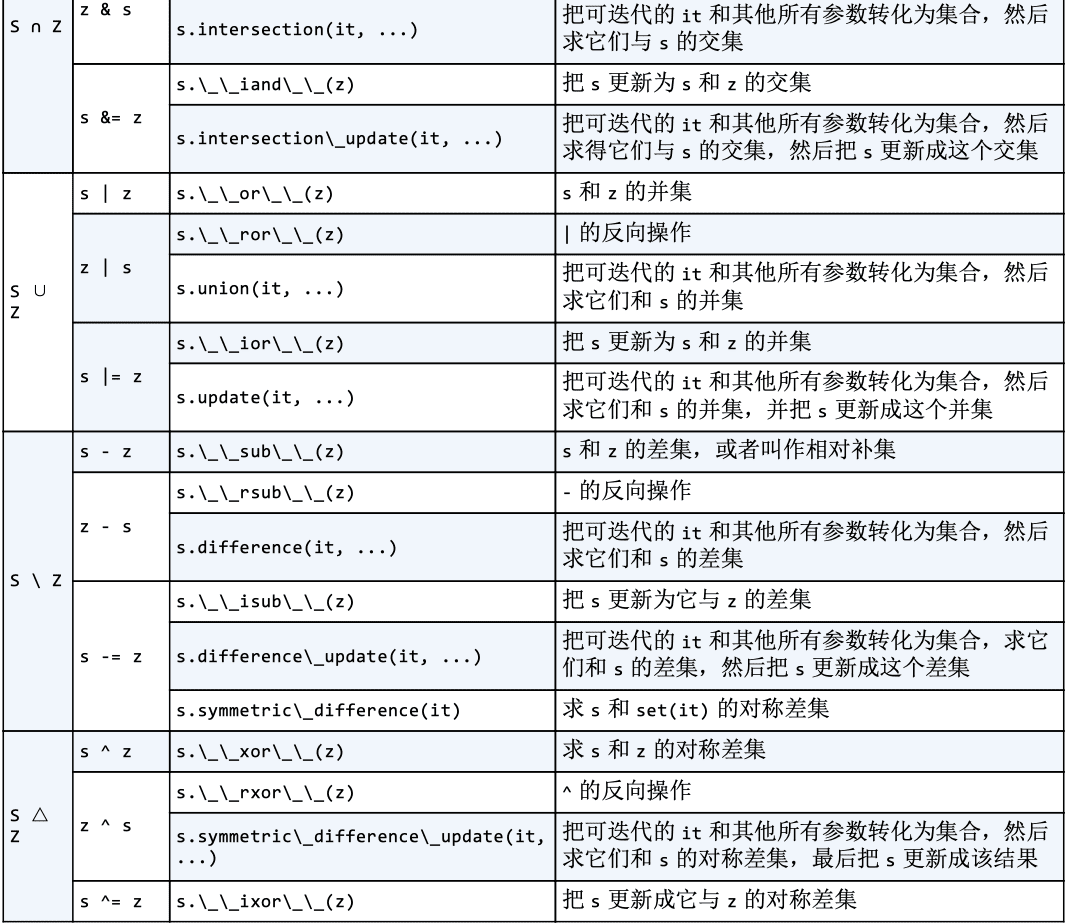 S ∩ Z
z & s
s.intersection(it, ...)
把可迭代的 it 和其他所有参数转化为集合，然后
求它们与 s 的交集
s &= z
s.\_\_iand\_\_(z)
把 s 更新为 s 和 z 的交集
s.intersection\_update(it, ...)
把可迭代的 it 和其他所有参数转化为集合，然后
求得它们与 s 的交集，然后把 s 更新成这个交集
S ∪
Z
s | z
s.\_\_or\_\_(z)
s 和 z 的并集
z | s
s.\_\_ror\_\_(z)
| 的反向操作
s.union(it, ...)
把可迭代的 it 和其他所有参数转化为集合，然后
求它们和 s 的并集
s |= z
s.\_\_ior\_\_(z)
把 s 更新为 s 和 z 的并集
s.update(it, ...)
把可迭代的 it 和其他所有参数转化为集合，然后
求它们和 s 的并集，并把 s 更新成这个并集
S \ Z
s - z
s.\_\_sub\_\_(z)
s 和 z 的差集，或者叫作相对补集
z - s
s.\_\_rsub\_\_(z)
- 的反向操作
s.difference(it, ...)
把可迭代的 it 和其他所有参数转化为集合，然后
求它们和 s 的差集
s -= z
s.\_\_isub\_\_(z)
把 s 更新为它与 z 的差集
s.difference\_update(it, ...)
把可迭代的 it 和其他所有参数转化为集合，求它
们和 s 的差集，然后把 s 更新成这个差集
s.symmetric\_difference(it)
求 s 和 set(it) 的对称差集
S △
Z
s ^ z
s.\_\_xor\_\_(z)
求 s 和 z 的对称差集
z ^ s
s.\_\_rxor\_\_(z)
^ 的反向操作
s.symmetric\_difference\_update(it,
...)
把可迭代的 it 和其他所有参数转化为集合，然后
求它们和 s 的对称差集，最后把 s 更新成该结果
s ^= z
s.\_\_ixor\_\_(z)
把 s 更新成它与 z 的对称差集